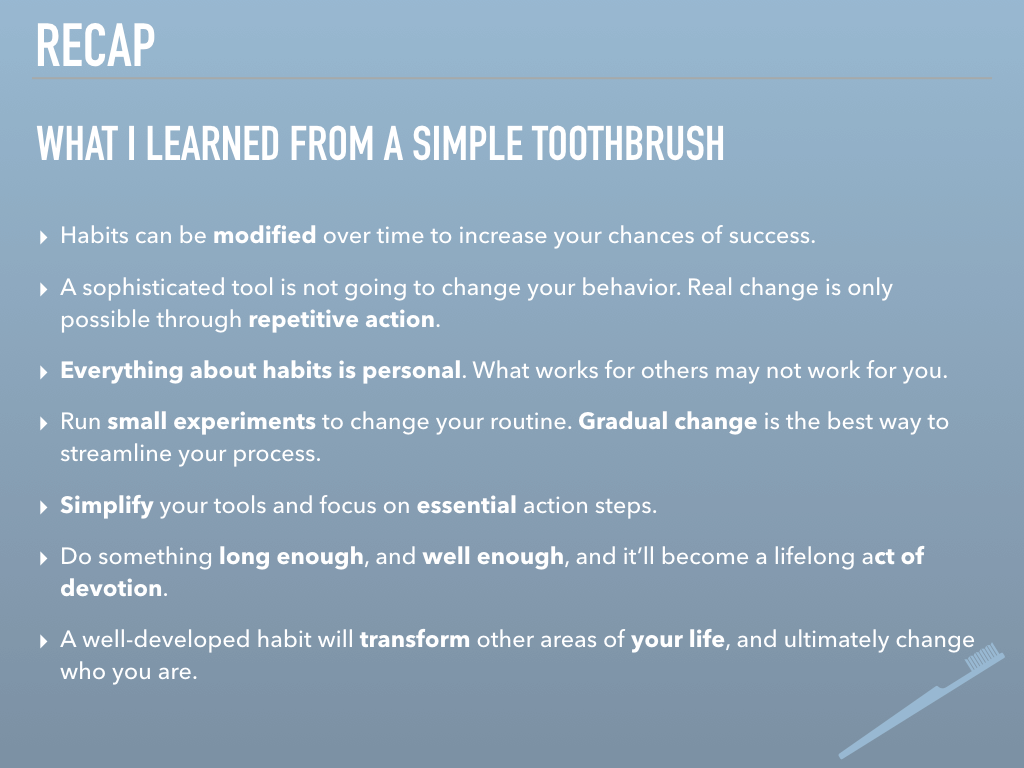 RECAP
WHAT I LEARNED FROM A SIMPLE TOOTHBRUSH
▸ Habits can be modified over time to increase your chances of success.
▸ A sophisticated tool is not going to change your behavior. Real change is only
possible through repetitive action.
▸ Everything about habits is personal. What works for others may not work for you.
▸ Run small experiments to change your routine. Gradual change is the best way to
streamline your process.
▸ Simplify your tools and focus on essential action steps.
▸ Do something long enough, and well enough, and it’ll become a lifelong act of
devotion.
▸ A well-developed habit will transform other areas of your life, and ultimately change
who you are.